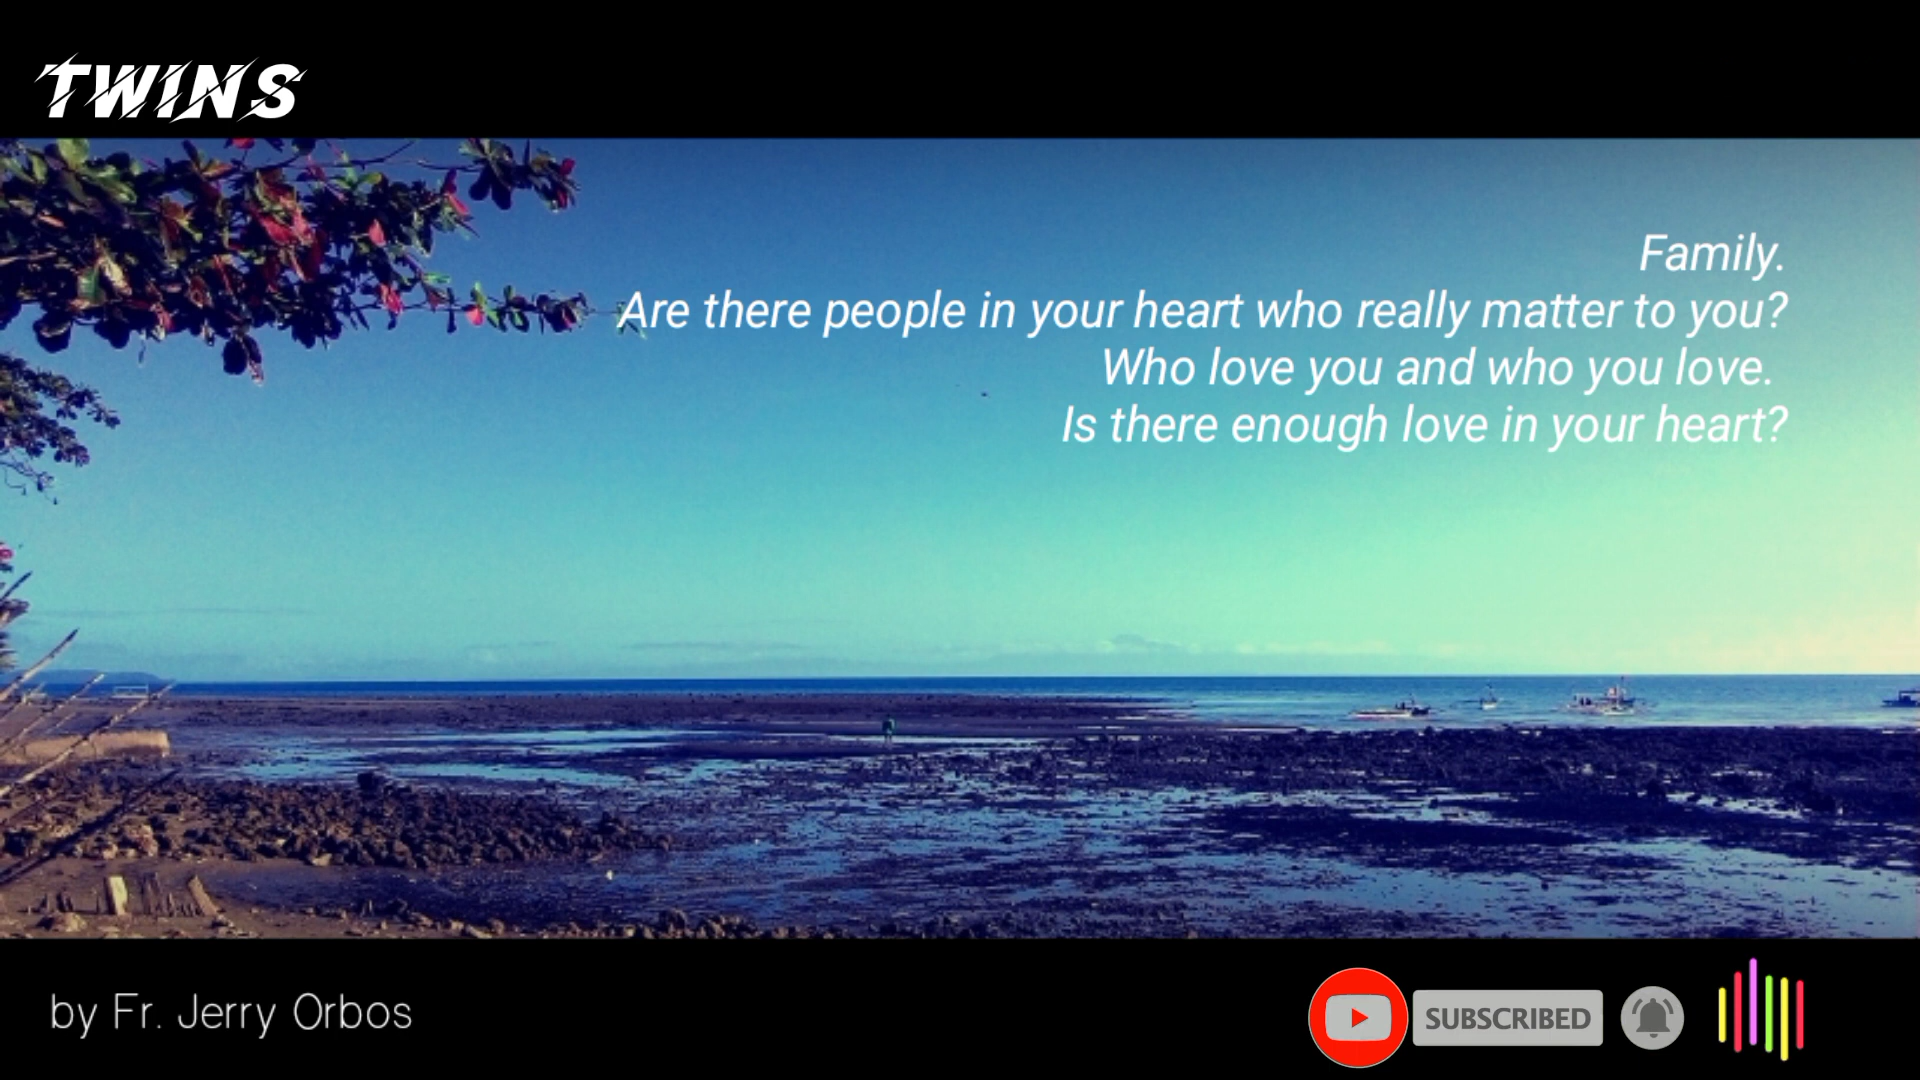 TWINS
Family.
Are there people in your heart who really matter to you?
Who love you and who you love.
Is there enough love in your heart?
by Fr. Jerry Orbos
SUBSCRIBED